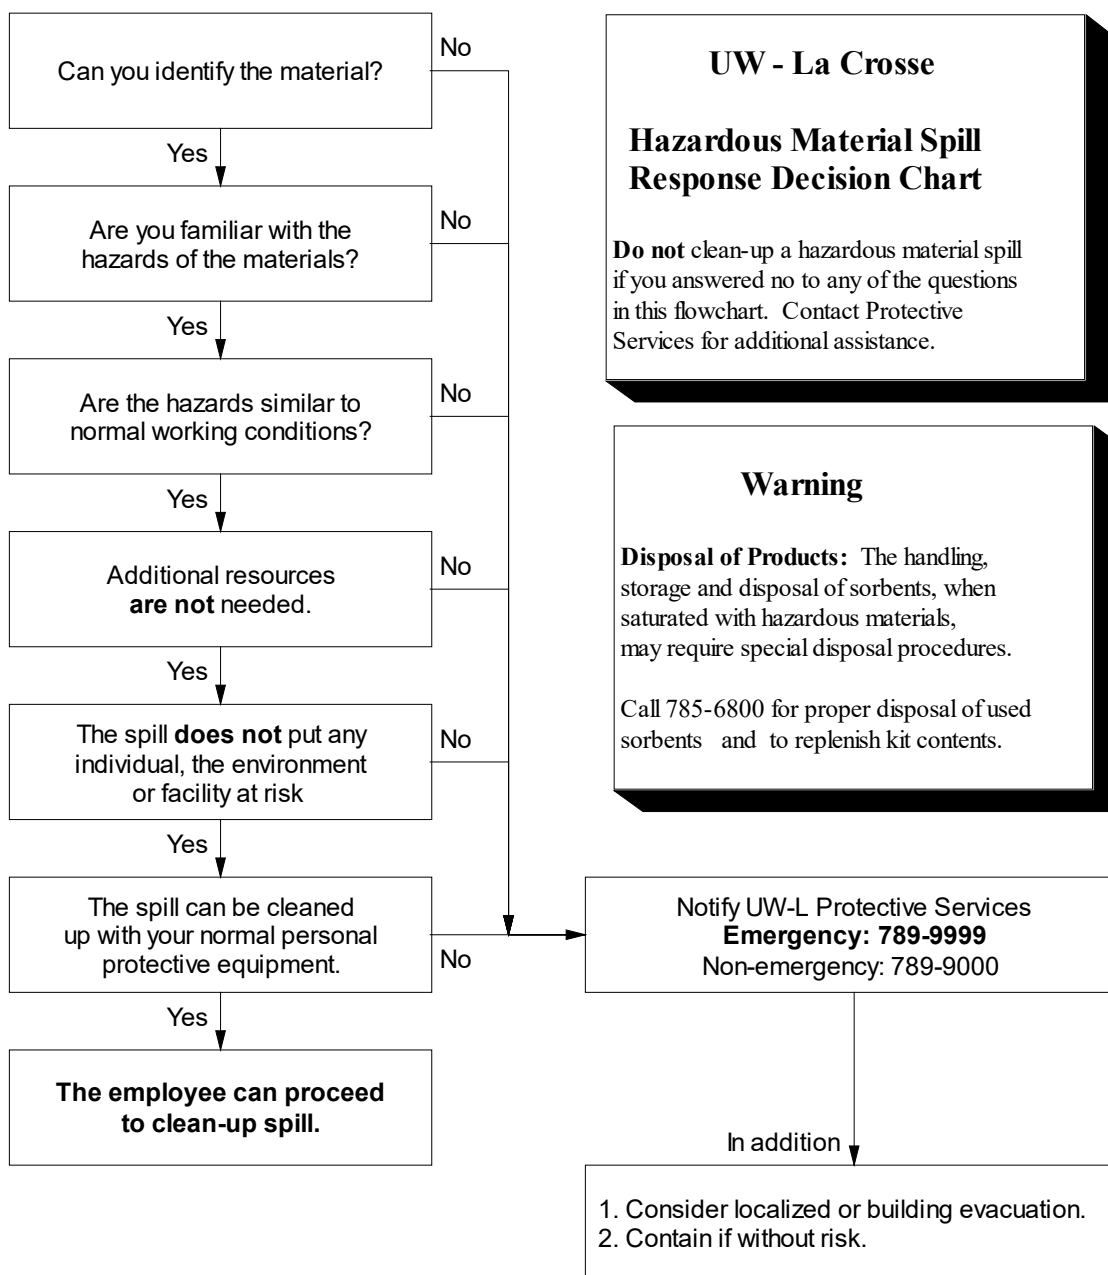 Can you identify the material?
No
Yes
Are you familiar with the
hazards of the materials?
No
Yes
Are the hazards similar to
normal working conditions?
No
Yes
Additional resources
are not needed.
No
Yes
The spill does not put any
individual, the environment
or facility at risk
No
Yes
The spill can be cleaned
up with your normal personal
protective equipment.
No
Yes
The employee can proceed
to clean-up spill.
UW - La Crosse
Hazardous Material Spill
Response Decision Chart
Do not clean-up a hazardous material spill
if you answered no to any of the questions
in this flowchart. Contact Protective
Services for additional assistance.
Warning
Disposal of Products: The handling,
storage and disposal of sorbents, when
saturated with hazardous materials,
may require special disposal procedures.
Call 785-6800 for proper disposal of used
sorbents and to replenish kit contents.
Notify UW-L Protective Services
Emergency: 789-9999
Non-emergency: 789-9000
In addition
1. Consider localized or building evacuation.
2. Contain if without risk.